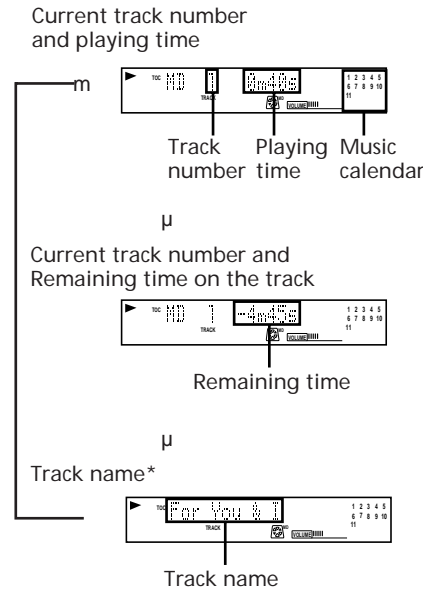 Current track number
and playing time
m
TOC MD 1 0m40s 1 2 3 4 5
TRACK MD 6 7 8 9 10
VOLUME 11
Track Playing Music
number time calendar
µ
Current track number and
Remaining time on the track
TOC MD 1 -4m45s 1 2 3 4 5
TRACK MD 6 7 8 9 10
VOLUME 11
Remaining time
µ
Track name*
TOC For You & I 1 2 3 4 5
TRACK MD 6 7 8 9 10
VOLUME 11
Track name